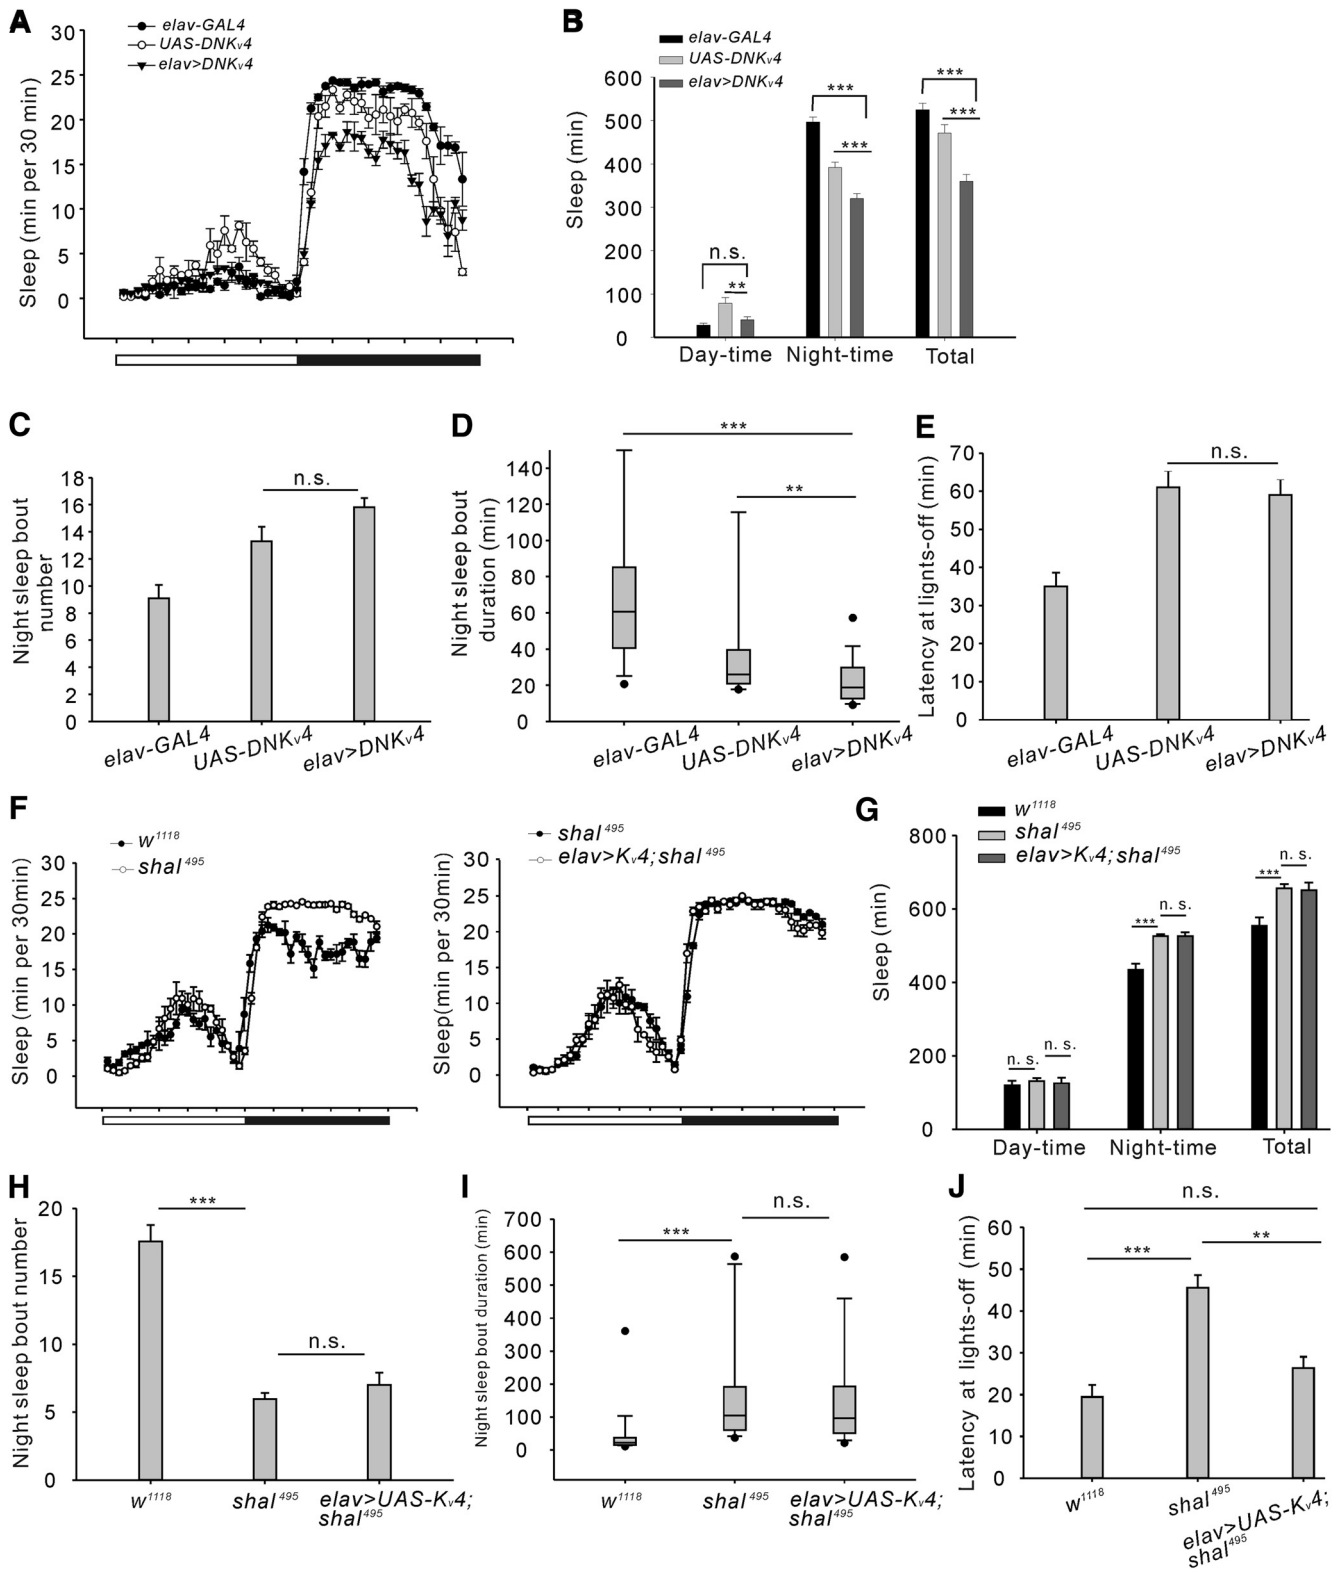 A
elav-GAL4
UAS-DNKv4
elav>DNKv4
Sleep (min per 30 min)
30
25
20
15
10
5
0
B
elav-GAL4
UAS-DNKv4
elav>DNKv4
Sleep (min)
600
500
400
300
200
100
0
n.s.
**
***
***
***
***
Day-time
Night-time
Total
C
Night sleep bout
number
18
16
14
12
10
8
6
4
2
0
n.s.
elav-GAL4
UAS-DNKv4
elav>DNKv4
D
Night sleep bout
duration (min)
140
120
100
80
60
40
20
0
***
**
elav-GAL4
UAS-DNKv4
elav>DNKv4
E
Latency at lignts-off (min)
70
60
50
40
30
20
10
0
n.s.
elav-GAL4
UAS-DNKv4
elav>DNKv4
F
w1118
shal495
Sleep (min per 30min)
30
25
20
15
10
5
0
shal495
elav>Kv4;shal495
Sleep(min per 30min)
30
25
20
15
10
5
0
G
w1118
shal495
elav>Kv4;shal495
Sleep (min)
800
600
400
200
0
n. s.
n. s.
***
n. s.
***
n. s.
Day-time
Night-time
Total
H
Night sleep bout number
20
15
10
5
0
***
n.s.
w1118
shal495
elav>UAS-Kv4;
shal495
I
Night sleep bout duration (min)
700
600
500
400
300
200
100
0
***
n.s.
w1118
shal495
elav>UAS-Kv4;
shal495
J
Latency at lights-off (min)
60
50
40
30
20
10
0
n.s.
***
**
w1118
shal495
elav>UAS-Kv4;
shal495